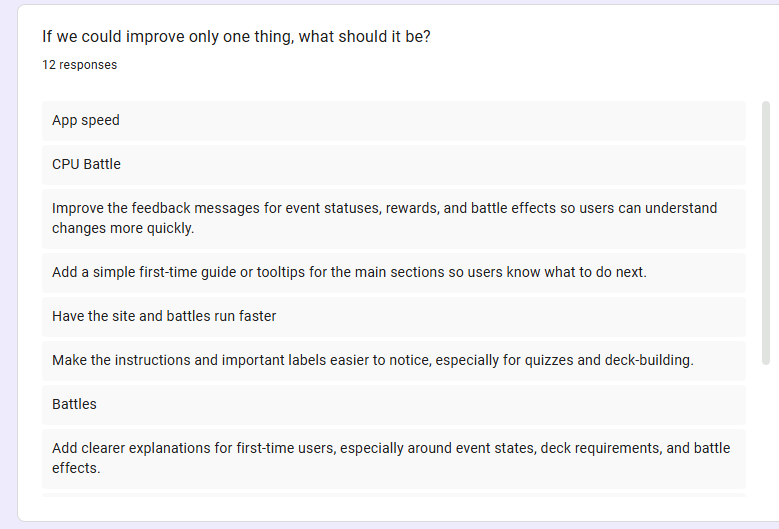 If we could improve only one thing, what should it be?
12 responses
App speed
CPU Battle
Improve the feedback messages for event statuses, rewards, and battle effects so users can understand
changes more quickly.
Add a simple first-time guide or tooltips for the main sections so users know what to do next.
Have the site and battles run faster
Make the instructions and important labels easier to notice, especially for quizzes and deck-building.
Battles
Add clearer explanations for first-time users, especially around event states, deck requirements, and battle
effects.